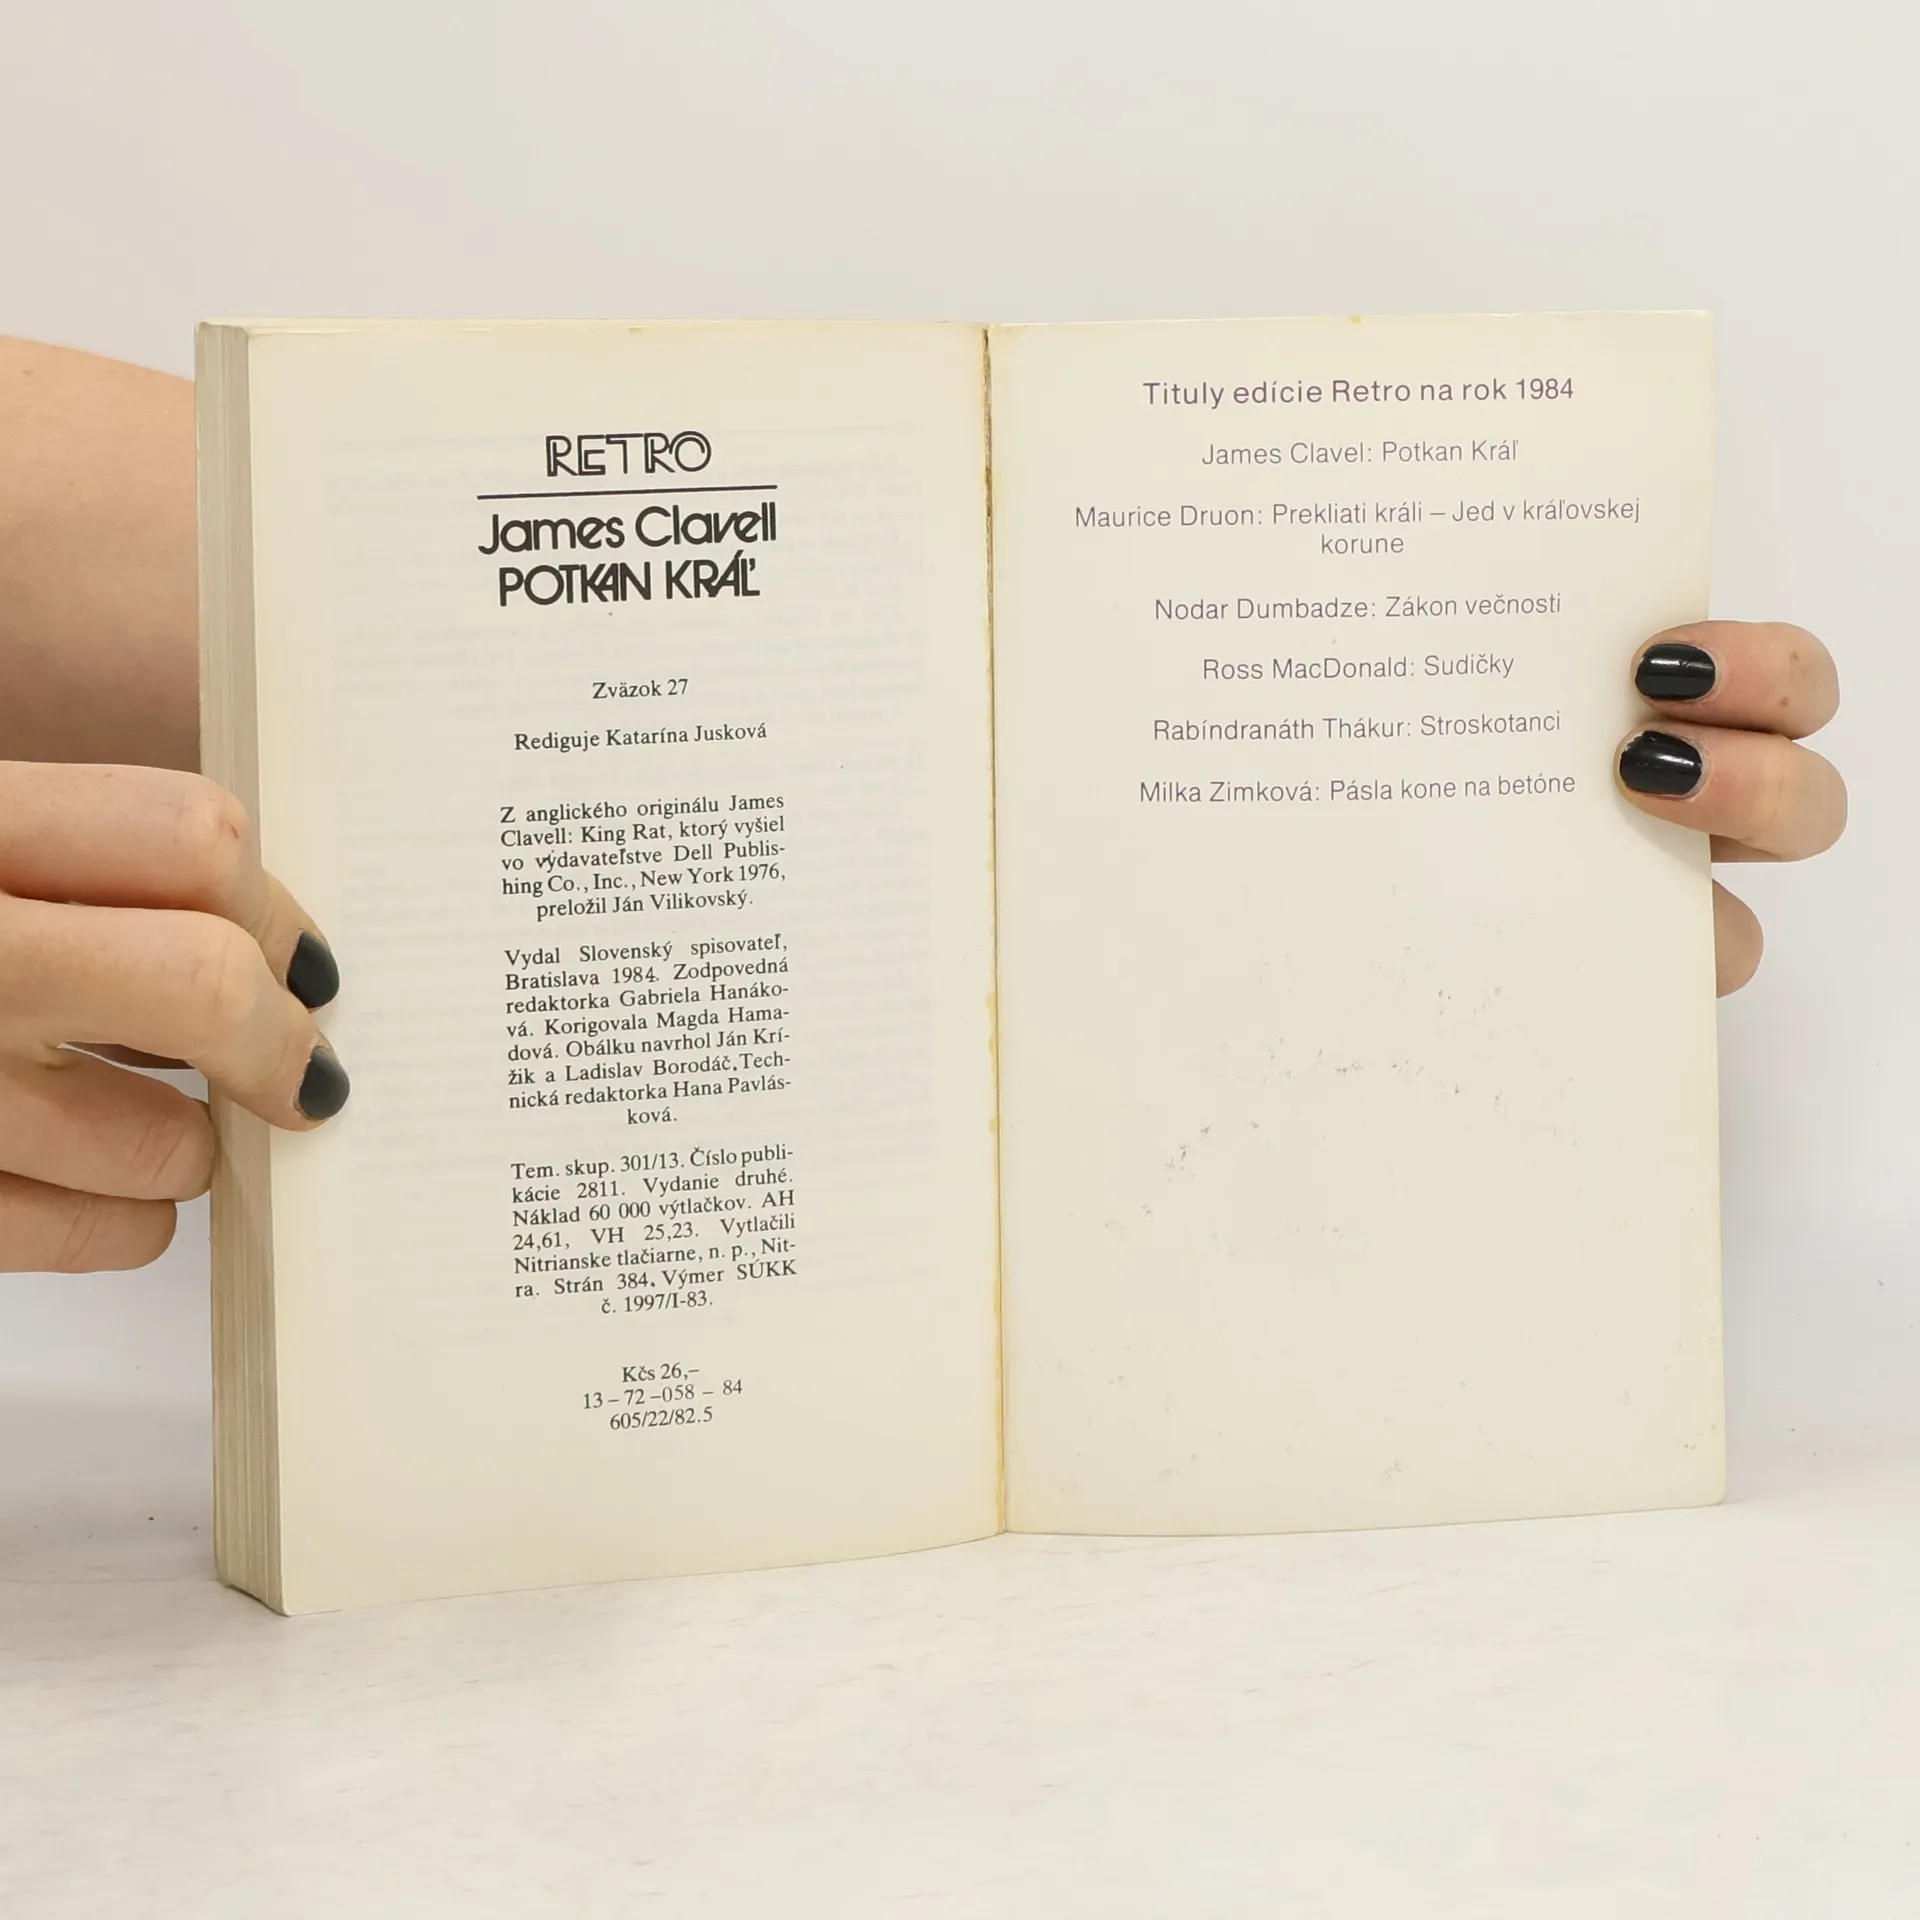 RETRO
James Clavell
POTKAN KRÁĽ
Zväzok 27
Rediguje Katarína Jusková
Z anglického originálu James
Clavell: King Rat, ktorý vyšiel
vo vydavateľstve Dell Publis-
hing Co., Inc., New York 1976,
preložil Ján Vilikovský.
Vydal Slovenský spisovateľ,
Bratislava 1984. Zodpovedná
redaktorka Gabriela Hanáko-
vá. Korigovala Magda Hama-
dová. Obálku navrhol Ján Krí-
žik a Ladislav Borodáč. Tech-
nická redaktorka Hana Pavlás-
ková.
Tem. skup. 301/13. Číslo publi-
kácie 2811. Vydanie druhé.
Náklad 60 000 výtlačkov. AH
24,61, VH 25,23. Vytlačili
Nitrianske tlačiarne, n. p., Nit-
ra. Strán 384. Výmer SÚKK
č. 1997/I-83.
Kčs 26,–
13 – 72 –058 – 84
605/22/82.5
Tituly edície Retro na rok 1984
James Clavel: Potkan Kráľ
Maurice Druon: Prekliati králi – Jed v kráľovskej
korune
Nodar Dumbadze: Zákon večnosti
Ross MacDonald: Sudičky
Rabíndranáth Thákur: Stroskotanci
Milka Zimková: Pásla kone na betóne